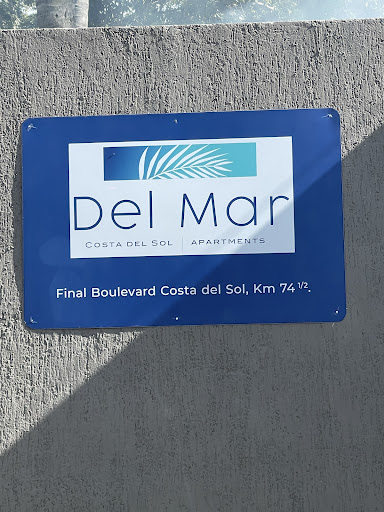 Del Mar
COSTA DEL SOL | APARTMENTS
Final Boulevard Costa del Sol, Km 74 1/2.